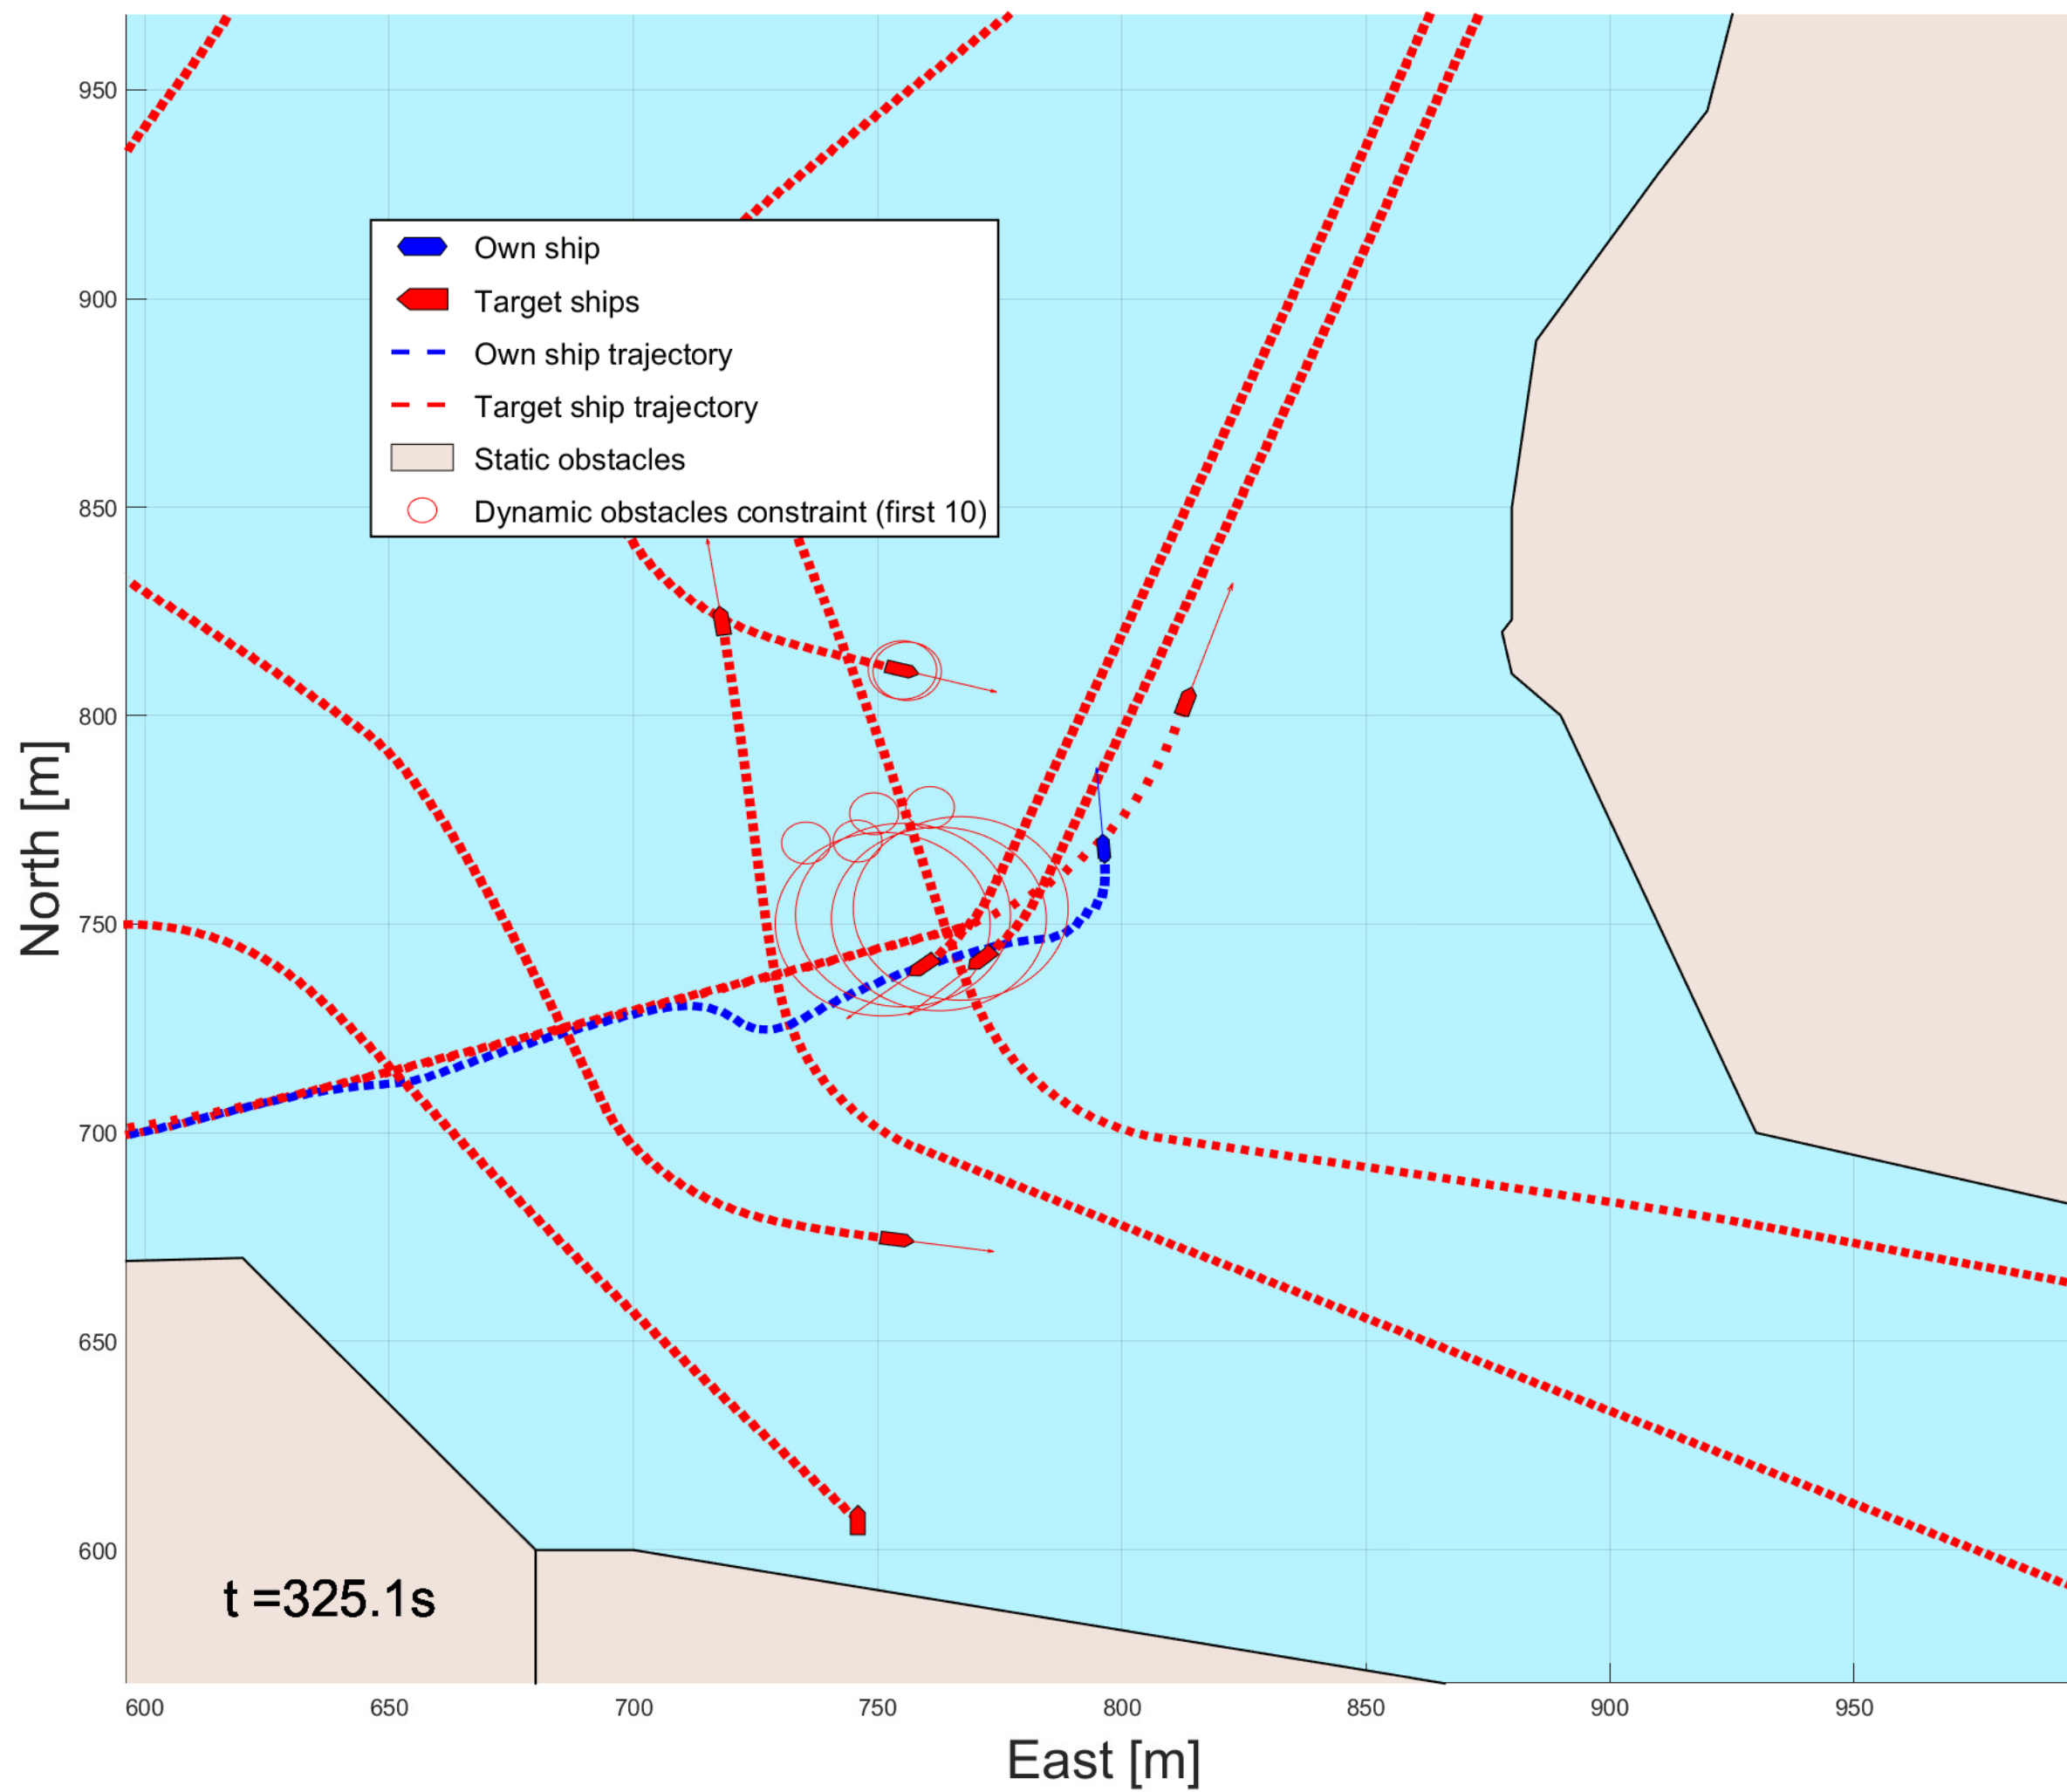 950
900
850
800
750
700
650
600
North [m]
Own ship
Target ships
Own ship trajectory
Target ship trajectory
Static obstacles
Dynamic obstacles constraint (first 10)
t =325.1s
600 650 700 750 800 850 900 950
East [m]